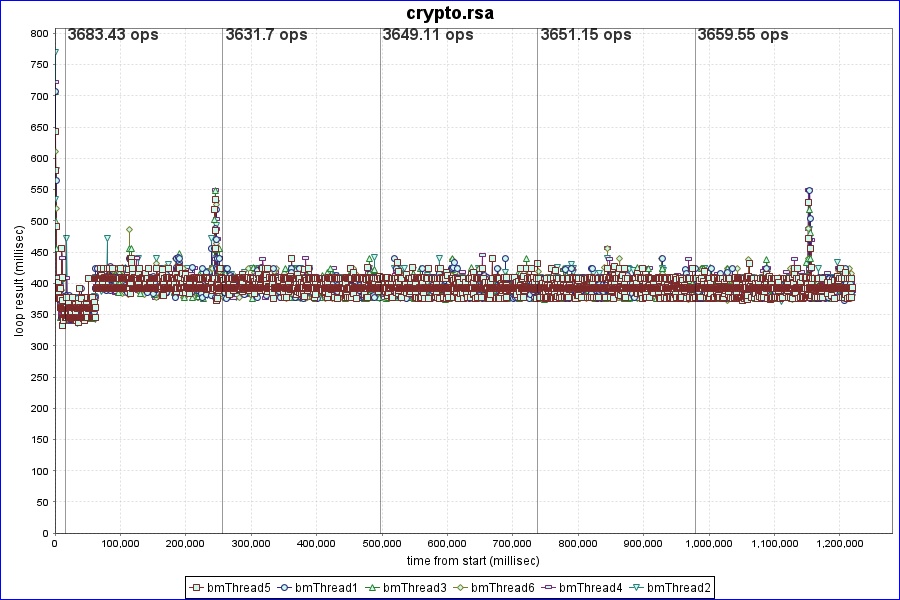 crypto.rsa
3683.43 ops 3631.7 ops 3649.11 ops 3651.15 ops 3659.55 ops
800
750
700
650
600
550
500
450
400
350
300
250
200
150
100
50
0
loop result (millisec)
0 100,000 200,000 300,000 400,000 500,000 600,000 700,000 800,000 900,000 1,000,000 1,100,000 1,200,000
time from start (millisec)
bmThread5 bmThread1 bmThread3 bmThread6 bmThread4 bmThread2